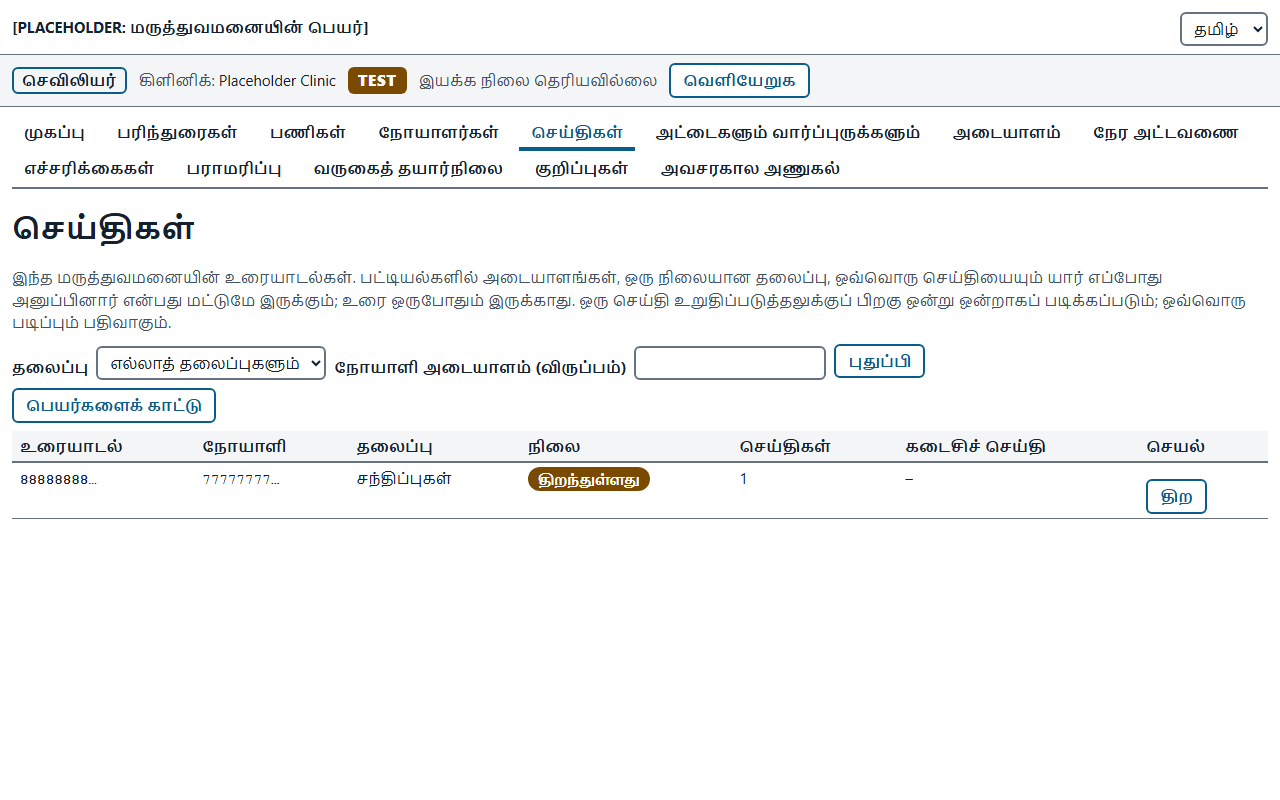 [PLACEHOLDER: மருத்துவமனையின் பெயர்]
தமிழ்
செவிலியர் கிளினிக்: Placeholder Clinic TEST இயக்க நிலை தெரியவில்லை வெளியேறுக
முகப்பு பரிந்துரைகள் பணிகள் நோயாளர்கள் செய்திகள் அட்டைகளும் வார்ப்புருக்களும் அடையாளம் நேர அட்டவணை
எச்சரிக்கைகள் பராமரிப்பு வருகைத் தயார்நிலை குறிப்புகள் அவசரகால அணுகல்
செய்திகள்
இந்த மருத்துவமனையின் உரையாடல்கள். பட்டியல்களில் அடையாளங்கள், ஒரு நிலையான தலைப்பு, ஒவ்வொரு செய்தியையும் யார் எப்போது
அனுப்பினார் என்பது மட்டுமே இருக்கும்; உரை ஒருபோதும் இருக்காது. ஒரு செய்தி உறுதிப்படுத்தலுக்குப் பிறகு ஒன்று ஒன்றாகப் படிக்கப்படும்; ஒவ்வொரு
படிப்பும் பதிவாகும்.
தலைப்பு எல்லாத் தலைப்புகளும் நோயாளி அடையாளம் (விருப்பம்) புதுப்பி
பெயர்களைக் காட்டு
உரையாடல் நோயாளி தலைப்பு நிலை செய்திகள் கடைசிச் செய்தி செயல்
88888888… 77777777… சந்திப்புகள் திறந்துள்ளது 1 –
திற